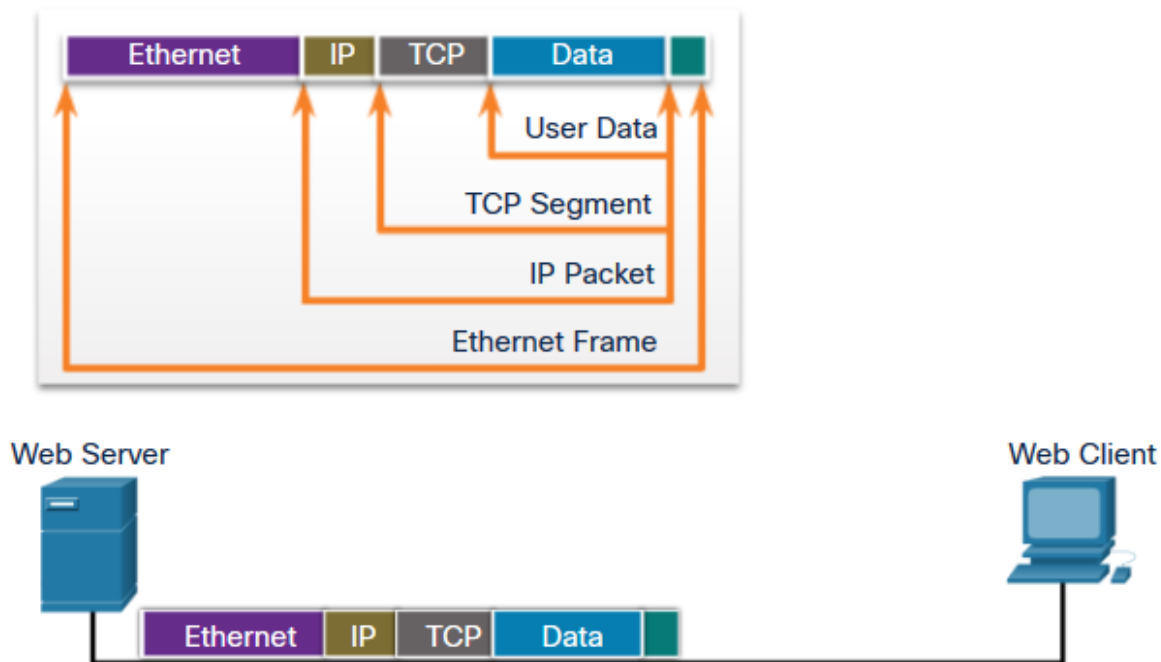 Ethernet IP TCP Data
User Data
TCP Segment
IP Packet
Ethernet Frame
Web Server
Web Client
Ethernet IP TCP Data